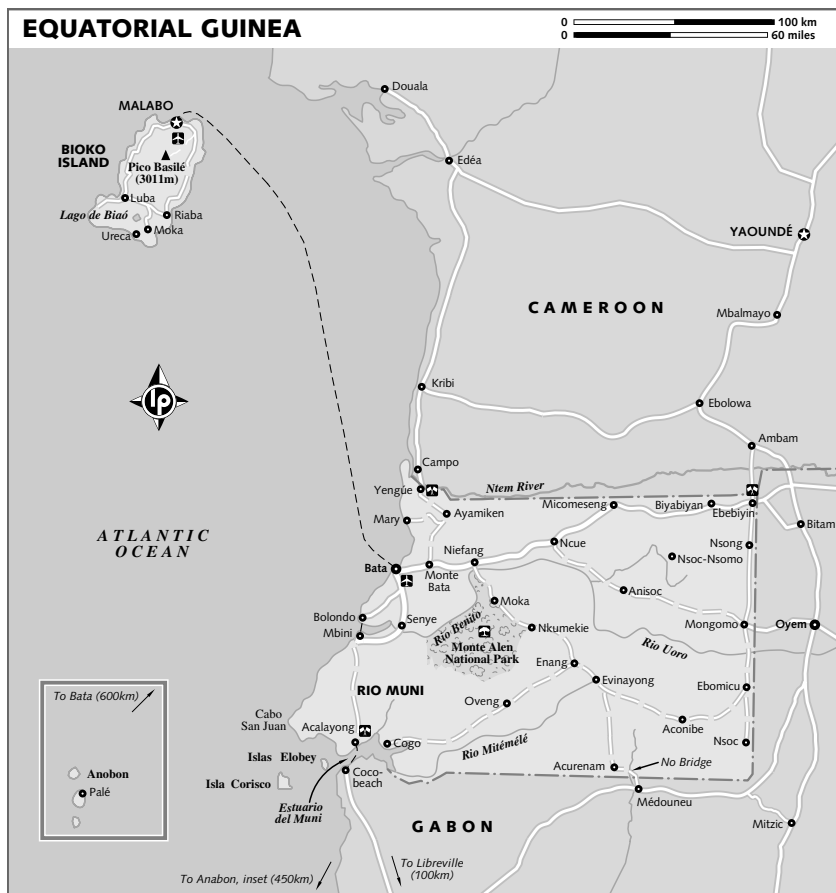 EQUATORIAL GUINEA
0 100 km
0 60 miles
Douala
MALABO
BIOKO
ISLAND
Pico Basilé
(3011m)
Edéa
Luba
Lago de Biaó
Riaba
Ureca
Moka
YAOUNDÉ
CAMEROON
Mbalmayo
lp
Kribi
Ebolowa
Ambam
Campo
Ntem River
Yengüe
Micomeseng
Biyabiyan
Ebebiyin
Mary
Ayamiken
Bitam
ATLANTIC
OCEAN
Ncue
Nsong
Niefang
Nsoc-Nsomo
Bata
Monte
Bata
Anisoc
Moka
Bolondo
Senye
Rio Benito
Nkumekie
Mongomo
Oyem
Mbini
Monte Alen
National Park
Rio Uoro
Enang
Evinayong
RIO MUNI
Ebomicu
To Bata (600km)
Oveng
Cabo
San Juan
Acalayong
Aconibe
Cogo
Rio Mitémélé
Nsoc
Islas Elobey
No Bridge
Acurenam
Anobon
Isla Corisco
Coco-
beach
Palé
Médouneu
Estuario
del Muni
GABON
Mitzic
To Libreville
(100km)
To Anabon, inset (450km)